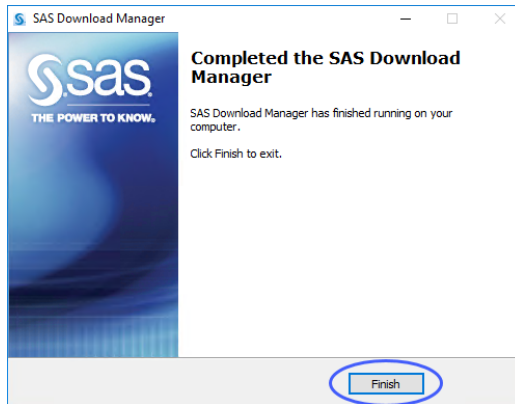 SAS Download Manager
sas
THE POWER TO KNOW.
Completed the SAS Download
Manager
SAS Download Manager has finished running on your
computer.
Click Finish to exit.
Finish